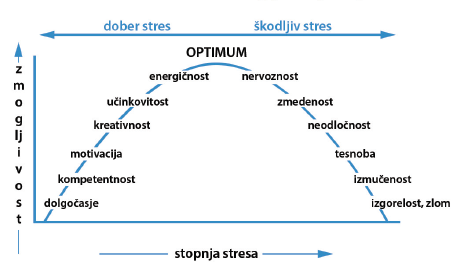 dober stres
škodljiv stres
OPTIMUM
energičnost
nervoznost
učinkovitost
zmedenost
kreativnost
neodločnost
motivacija
tesnoba
kompetentnost
izmučenost
dolgočasje
izgorelost, zlom
zmogljivost
stopnja stresa